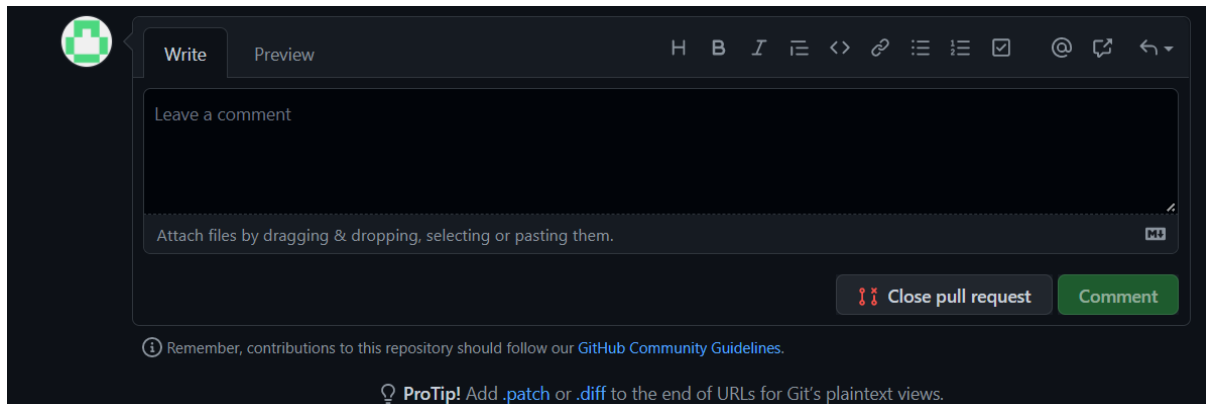 Write Preview H B I <> @
Leave a comment
Attach files by dragging & dropping, selecting or pasting them.
Close pull request Comment
Remember, contributions to this repository should follow our GitHub Community Guidelines.
ProTip! Add .patch or .diff to the end of URLs for Git's plaintext views.